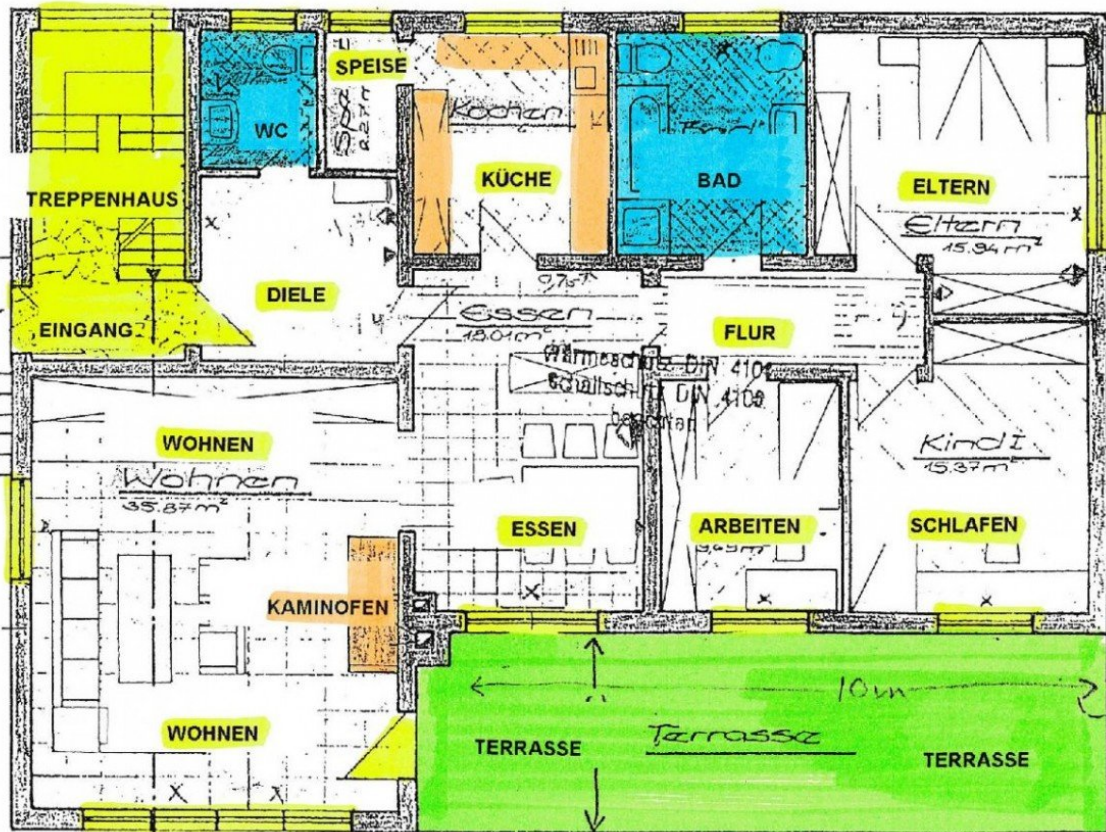 SPEISE
WC
Kochen
KÜCHE
BAD
TREPPENHAUS
ELTERN
Eltern
15.94 m²
DIELE
EINGANG
Essen
18.01 m²
FLUR
Wärmeschutz DIN 4108
Schallschutz DIN 4109
WOHNEN
Wohnen
35.87 m²
Kind I
15.37 m²
ESSEN
ARBEITEN
SCHLAFEN
KAMINOFEN
10m
WOHNEN
TERRASSE
Terrasse
TERRASSE